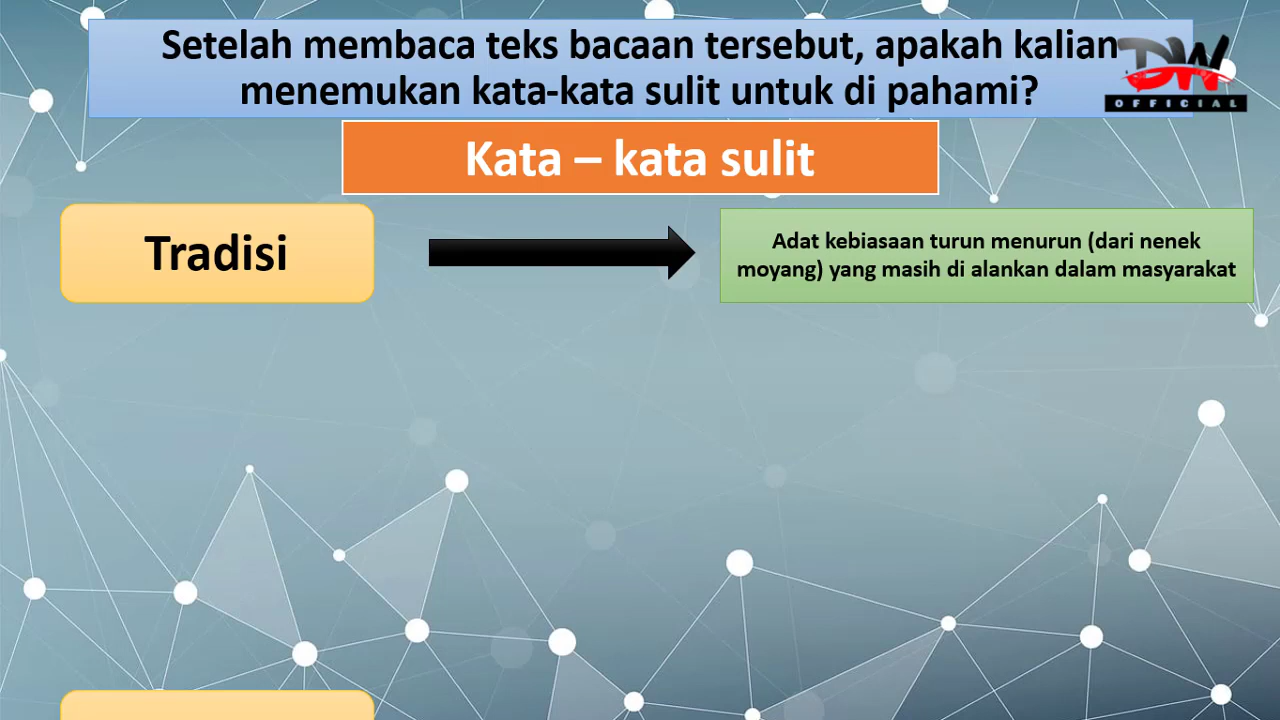 Setelah membaca teks bacaan tersebut, apakah kalian
menemukan kata-kata sulit untuk di pahami?
DW
OFFICIAL
Kata – kata sulit
Tradisi
Adat kebiasaan turun menurun (dari nenek
moyang) yang masih di alankan dalam masyarakat